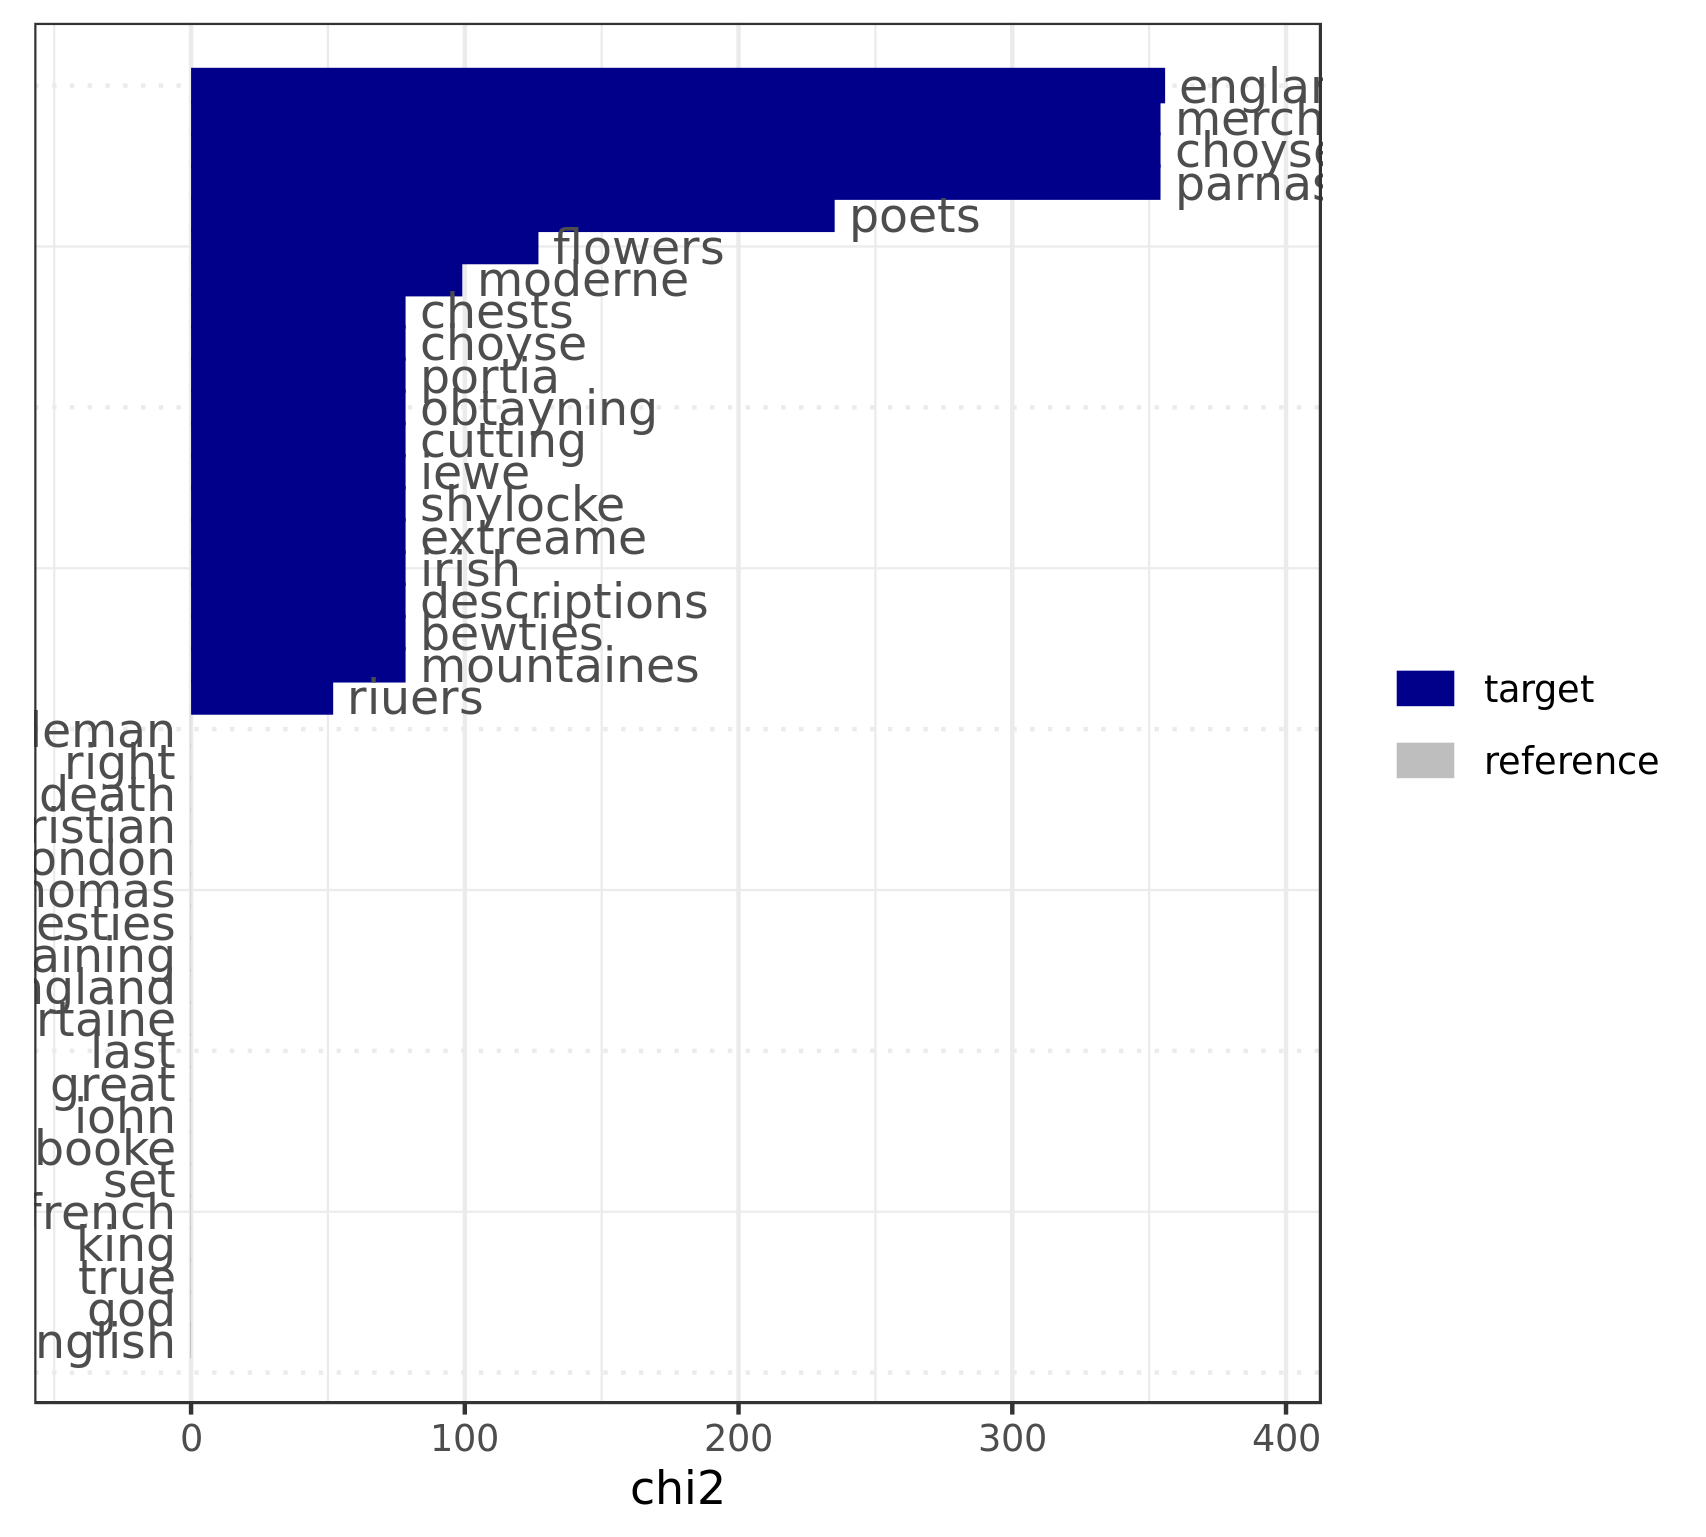 englan
merch
choyse
parnas
poets
flowers
moderne
chests
choyse
portia
obtayning
cutting
iewe
shylocke
extreame
irish
descriptions
bewties
mountaines
riuers
leman
right
death
ristian
ondon
homas
esties
aining
ngland
rtaine
last
great
iohn
booke
set
french
king
true
god
nglish
target
reference
0 100 200 300 400
chi2